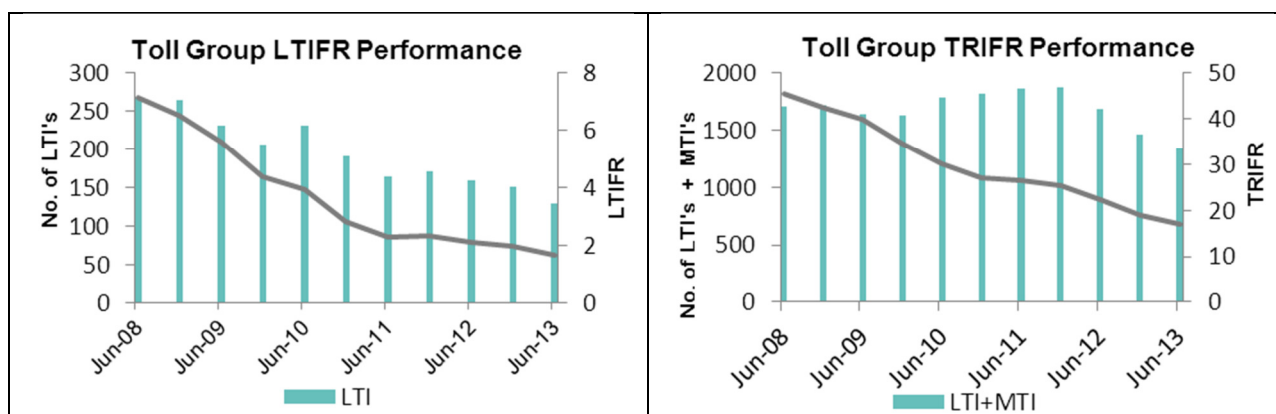 Toll Group LTIFR Performance
No. of LTI's
300
250
200
150
100
50
0
8
6
4
2
0
LTIFR
Jun-08
Jun-09
Jun-10
Jun-11
Jun-12
Jun-13
LTI
Toll Group TRIFR Performance
No. of LTI's + MTI's
2000
1500
1000
500
0
50
40
30
20
10
0
TRIFR
Jun-08
Jun-09
Jun-10
Jun-11
Jun-12
Jun-13
LTI+MTI